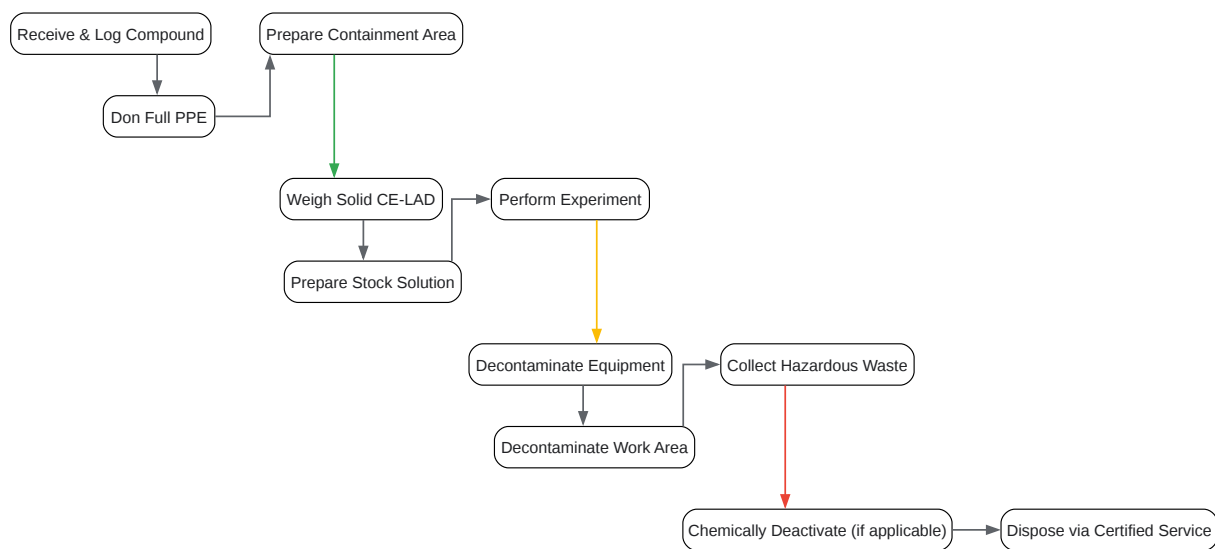 Receive & Log Compound
Don Full PPE
Prepare Containment Area
Weigh Solid CE-LAD
Prepare Stock Solution
Perform Experiment
Decontaminate Equipment
Decontaminate Work Area
Collect Hazardous Waste
Chemically Deactivate (if applicable)
Dispose via Certified Service